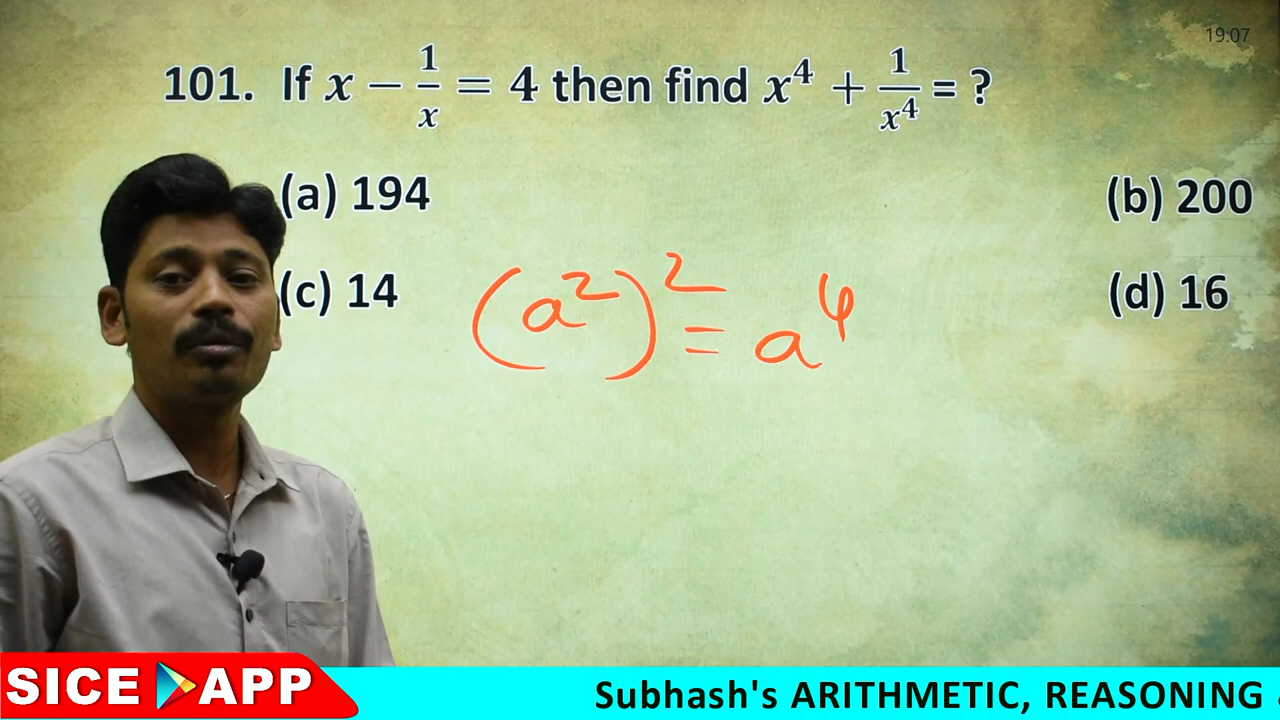 19:07
101. If x − 1/x = 4 then find x⁴ + 1/x⁴ = ?
(a) 194 (b) 200
(c) 14 (d) 16
(a²)² = a⁴
SICE APP
Subhash's ARITHMETIC, REASONING